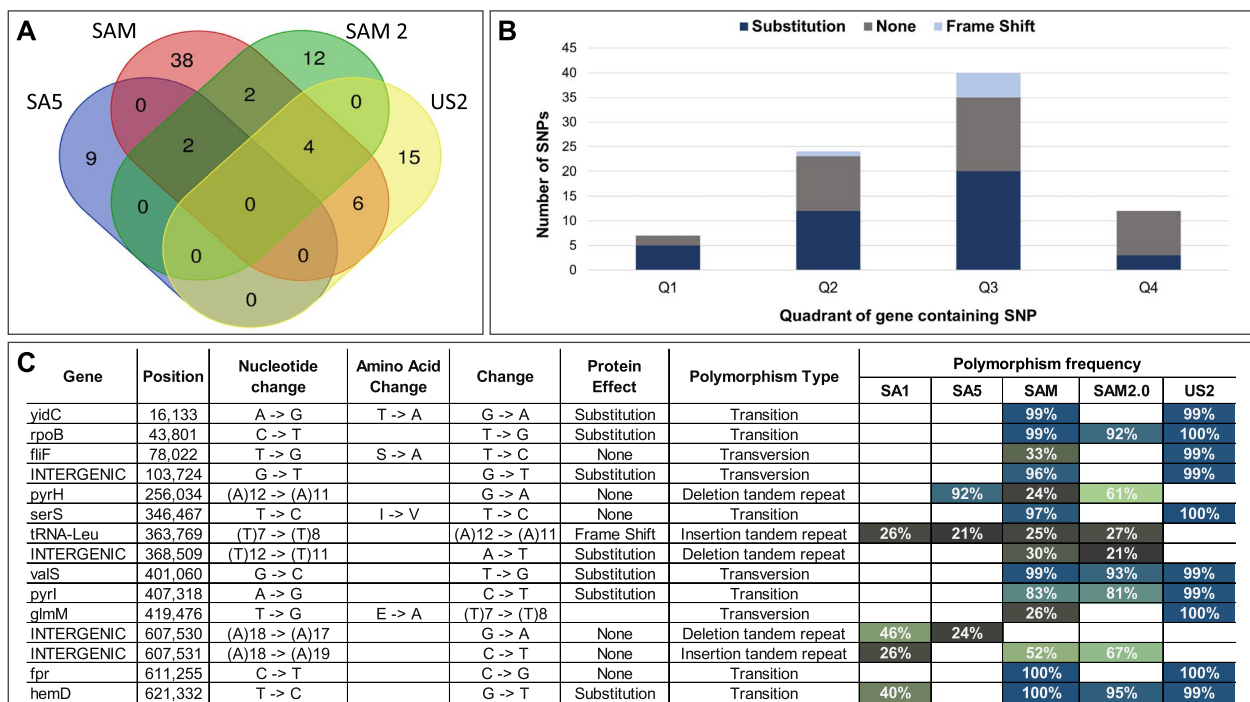 A
SAM
SAM 2
SA5
US2
38
12
0
2
0
9
2
4
15
0
0
6
0
0
0
B
Substitution None Frame Shift
45
40
35
30
25
20
15
10
5
0
Number of SNPs
Q1 Q2 Q3 Q4
Quadrant of gene containing SNP
C
Gene Position Nucleotide change Amino Acid Change Change Protein Effect Polymorphism Type Polymorphism frequency
SA1 SA5 SAM SAM2.0 US2
yidC 16,133 A -> G T -> A G -> A Substitution Transition 99% 99%
rpoB 43,801 C -> T T -> G Substitution Transition 99% 92% 100%
fliF 78,022 T -> G S -> A T -> C None Transversion 33% 99%
INTERGENIC 103,724 G -> T G -> T Substitution Transversion 96% 99%
pyrH 256,034 (A)12 -> (A)11 G -> A None Deletion tandem repeat 92% 24% 61%
serS 346,467 T -> C I -> V T -> C None Transition 97% 100%
tRNA-Leu 363,769 (T)7 -> (T)8 (A)12 -> (A)11 Frame Shift Insertion tandem repeat 26% 21% 25% 27%
INTERGENIC 368,509 (T)12 -> (T)11 A -> T Substitution Deletion tandem repeat 30% 21%
valS 401,060 G -> C T -> G Substitution Transversion 99% 93% 99%
pyrI 407,318 A -> G C -> T Substitution Transition 83% 81% 99%
glmM 419,476 T -> G E -> A (T)7 -> (T)8 Transversion 26% 100%
INTERGENIC 607,530 (A)18 -> (A)17 G -> A None Deletion tandem repeat 46% 24%
INTERGENIC 607,531 (A)18 -> (A)19 C -> T None Insertion tandem repeat 26% 52% 67%
fpr 611,255 C -> T C -> G None Transition 100% 100%
hemD 621,332 T -> C G -> T Substitution Transition 40% 100% 95% 99%